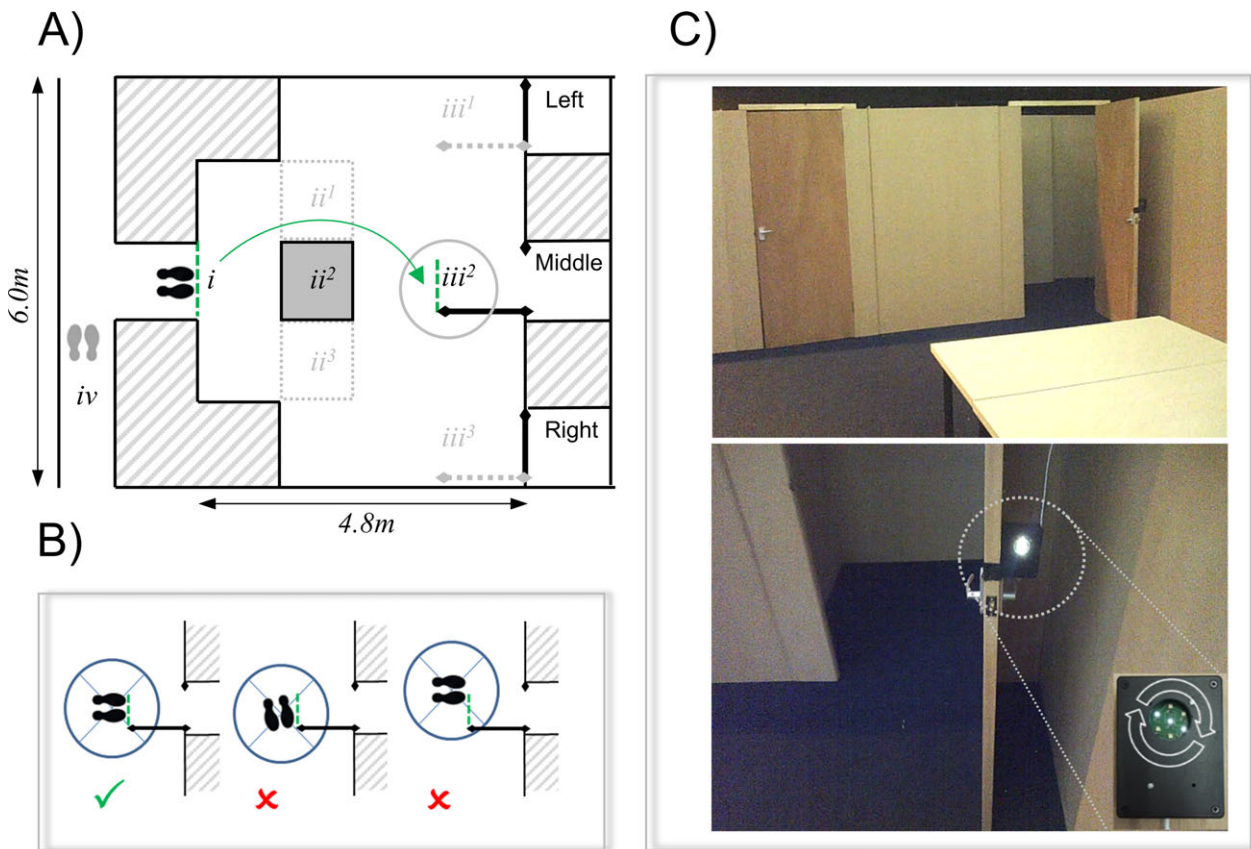 A)
iii¹
Left
ii¹
i
ii²
iii²
Middle
6.0m
ii³
iv
iii³
Right
4.8m
B)
C)